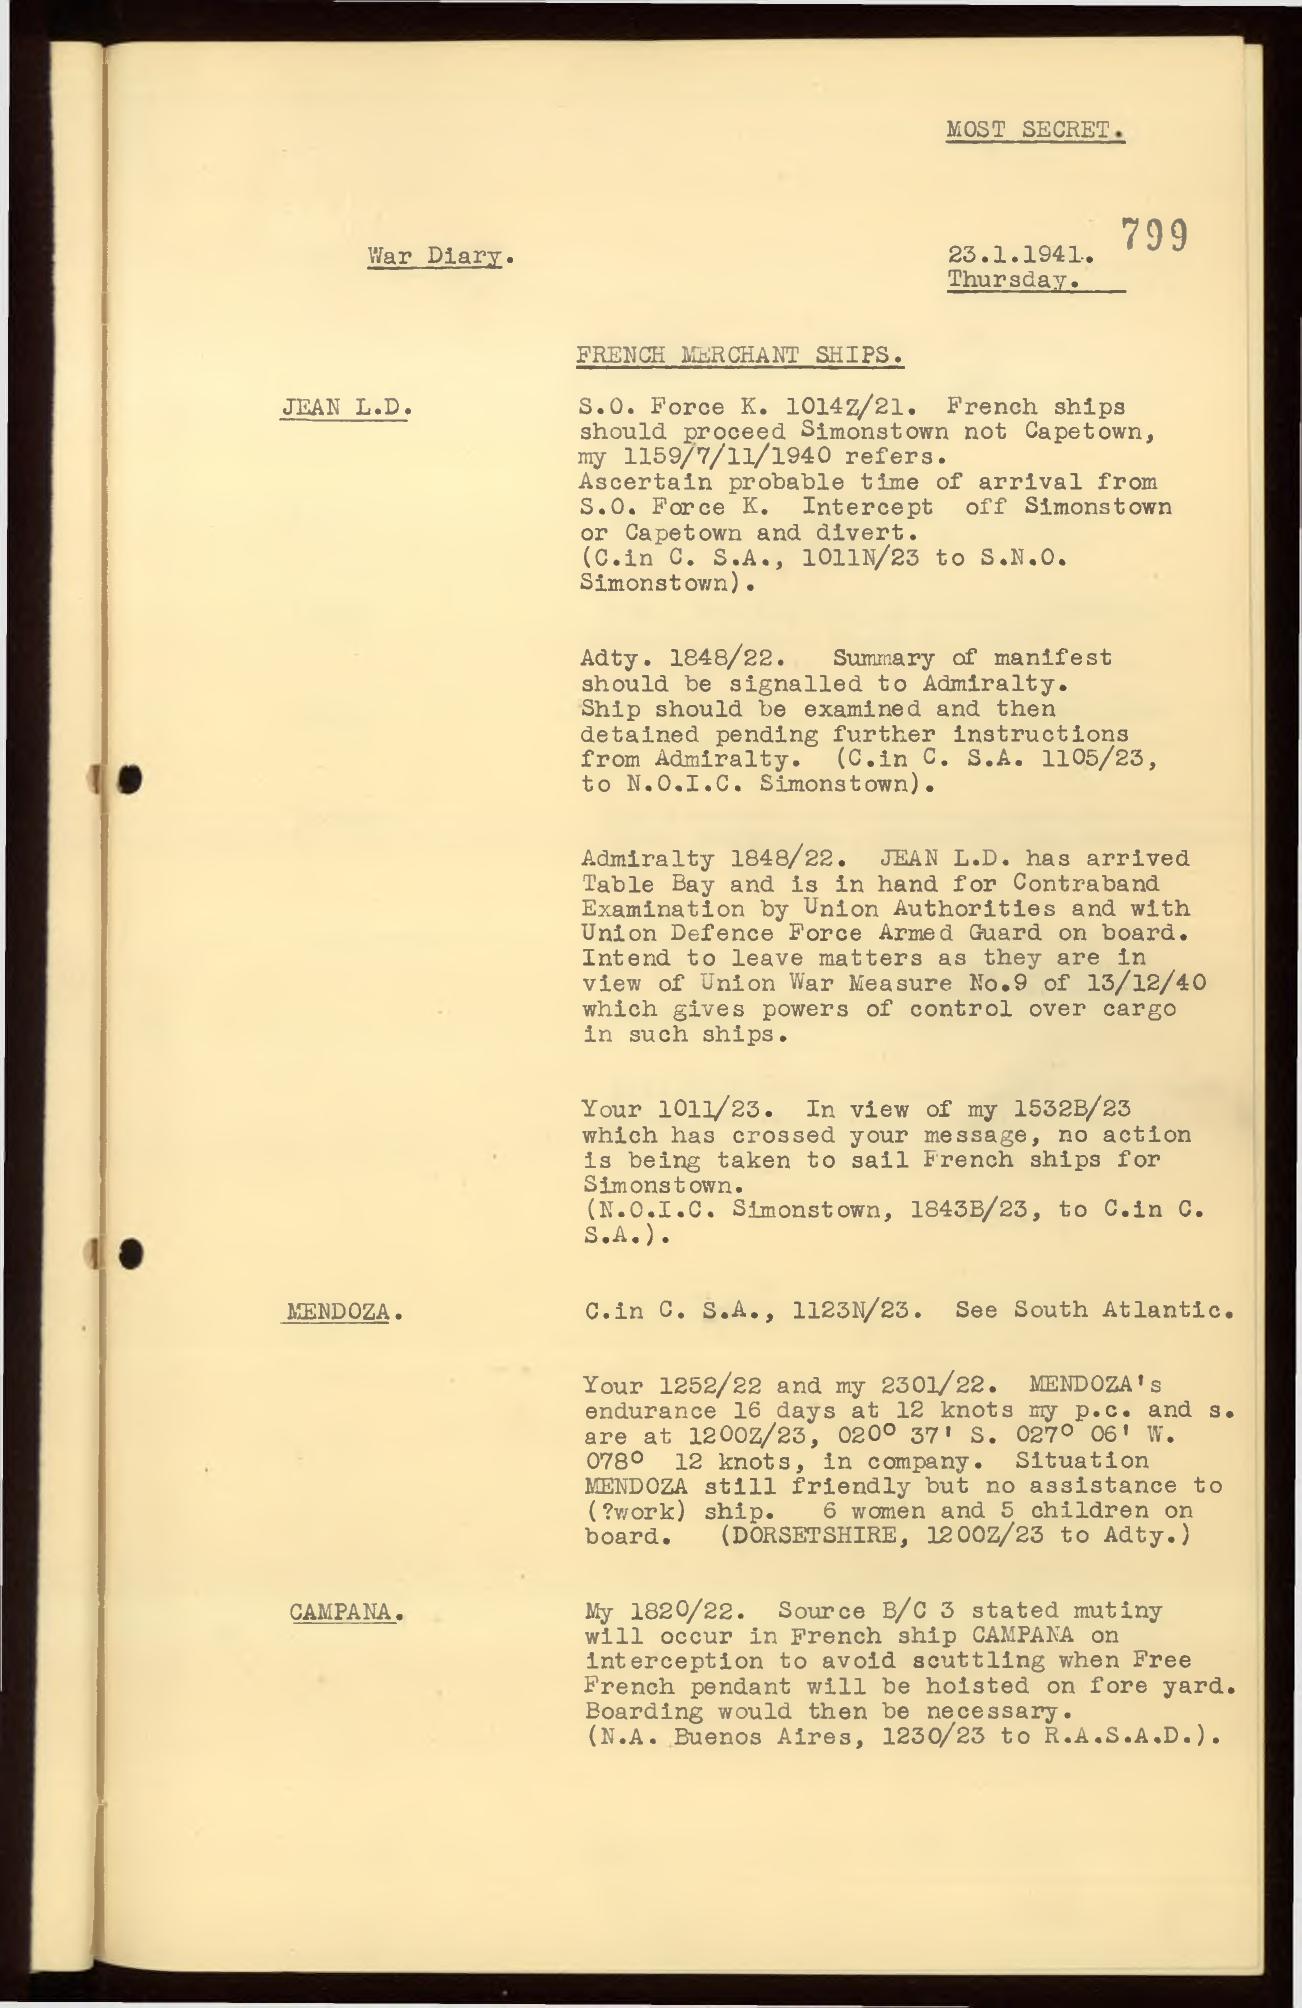 MOST SECRET.
799
War Diary.
23.1.1941.
Thursday.
FRENCH MERCHANT SHIPS.
JEAN L.D.
S.O. Force K. 1014Z/21. French ships
should proceed Simonstown not Capetown,
my 1159/7/11/1940 refers.
Ascertain probable time of arrival from
S.O. Force K. Intercept off Simonstown
or Capetown and divert.
(C.in C. S.A., 1011N/23 to S.N.O.
Simonstown).
Adty. 1848/22. Summary of manifest
should be signalled to Admiralty.
Ship should be examined and then
detained pending further instructions
from Admiralty. (C.in C. S.A. 1105/23,
to N.O.I.C. Simonstown).
Admiralty 1848/22. JEAN L.D. has arrived
Table Bay and is in hand for Contraband
Examination by Union Authorities and with
Union Defence Force Armed Guard on board.
Intend to leave matters as they are in
view of Union War Measure No.9 of 13/12/40
which gives powers of control over cargo
in such ships.
Your 1011/23. In view of my 1532B/23
which has crossed your message, no action
is being taken to sail French ships for
Simonstown.
(N.O.I.C. Simonstown, 1843B/23, to C.in C.
S.A.).
MENDOZA.
C.in C. S.A., 1123N/23. See South Atlantic.
Your 1252/22 and my 2301/22. MENDOZA's
endurance 16 days at 12 knots my p.c. and s.
are at 1200Z/23, 020° 37' S. 027° 06' W.
078° 12 knots, in company. Situation
MENDOZA still friendly but no assistance to
(?work) ship. 6 women and 5 children on
board. (DORSETSHIRE, 1200Z/23 to Adty.)
CAMPANA.
My 1820/22. Source B/C 3 stated mutiny
will occur in French ship CAMPANA on
interception to avoid scuttling when Free
French pendant will be hoisted on fore yard.
Boarding would then be necessary.
(N.A. Buenos Aires, 1230/23 to R.A.S.A.D.).